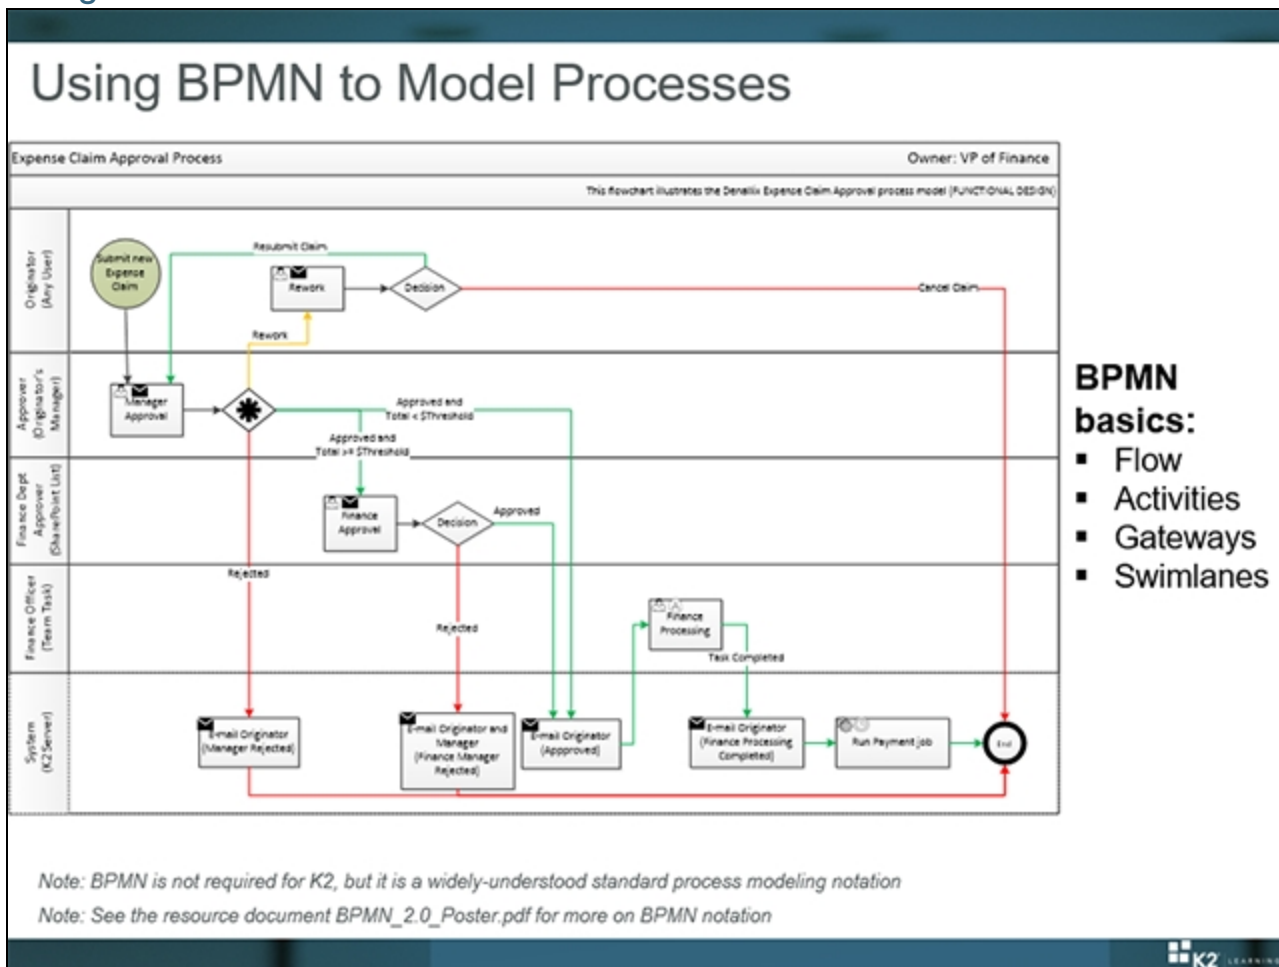 Using BPMN to Model Processes
Expense Claim Approval Process
Owner: VP of Finance
This flowchart illustrates the Denallix Expense Claim Approval process model (FUNCTIONAL DESIGN)
Originator
(Any User)
Submit new
Expense
Claim
Resubmit Claim
Rework
Decision
Cancel Claim
Rework
Approver
(Originator's
Manager)
Manager
Approval
Approved and
Total < $Threshold
Approved and
Total >= $Threshold
Finance Dept
Approver
(SharePoint List)
Finance
Approval
Decision
Approved
Rejected
Finance Officer
(Team Task)
Rejected
Finance
Processing
Task Completed
System
(K2 Server)
E-mail Originator
(Manager Rejected)
E-mail Originator and
Manager
(Finance Manager
Rejected)
E-mail Originator
(Appproved)
E-mail Originator
(Finance Processing
Completed)
Run Payment job
End
BPMN
basics:
▪ Flow
▪ Activities
▪ Gateways
▪ Swimlanes
Note: BPMN is not required for K2, but it is a widely-understood standard process modeling notation
Note: See the resource document BPMN_2.0_Poster.pdf for more on BPMN notation
K2 LEARNING